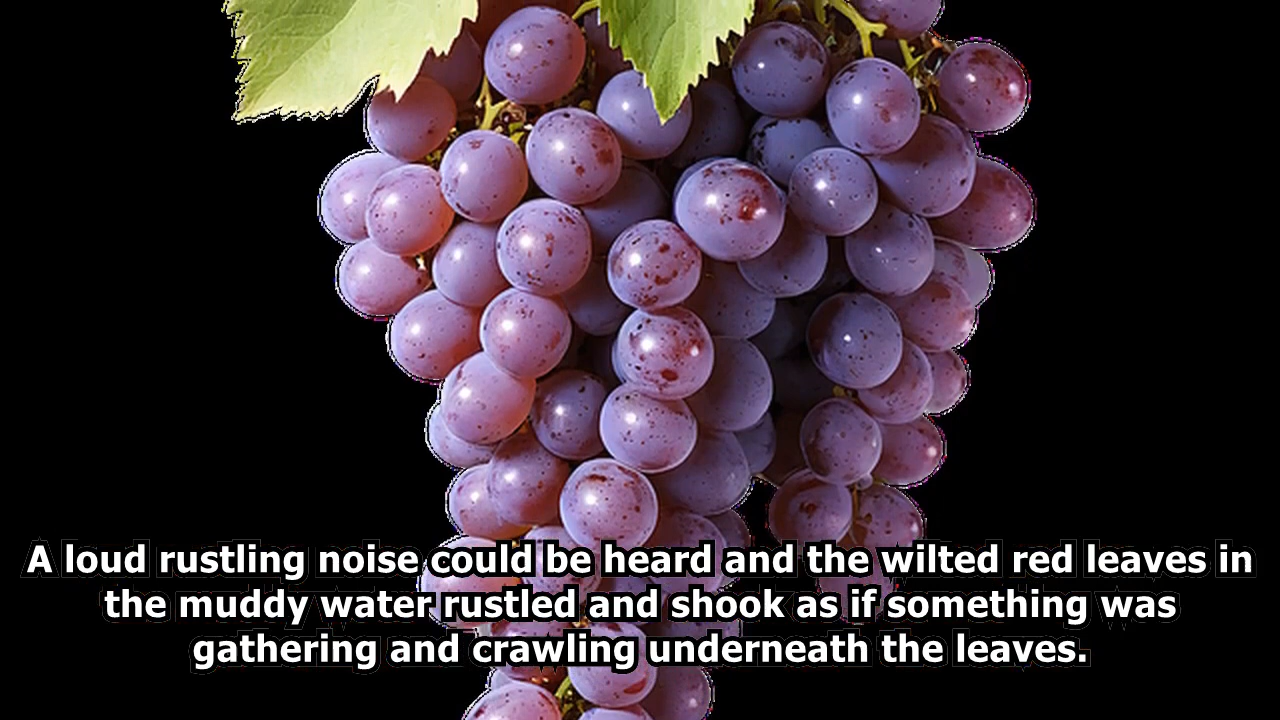 A loud rustling noise could be heard and the wilted red leaves in
the muddy water rustled and shook as if something was
gathering and crawling underneath the leaves.